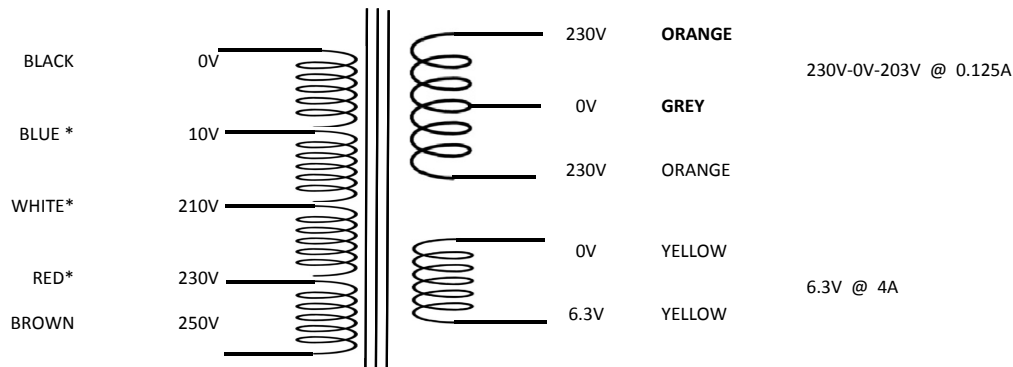 BLACK 0V 230V ORANGE
230V-0V-203V @ 0.125A
0V GREY
BLUE * 10V
230V ORANGE
WHITE* 210V
0V YELLOW
RED* 230V
6.3V @ 4A
BROWN 250V 6.3V YELLOW